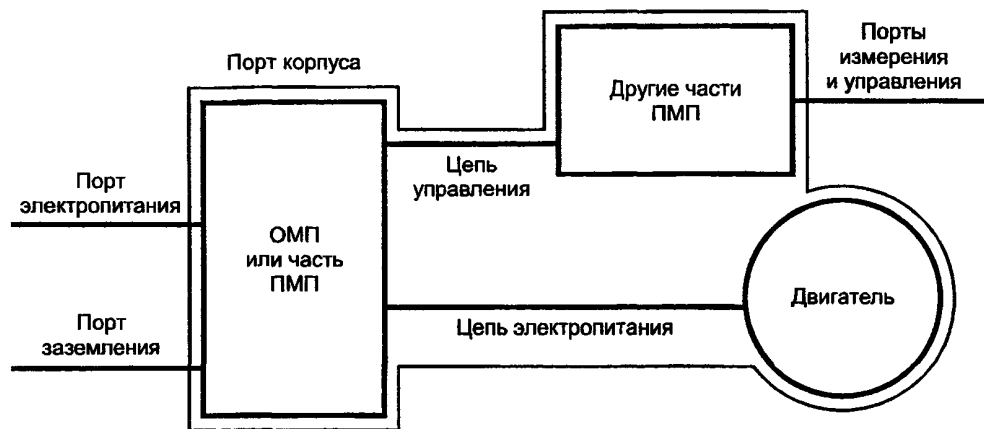 Порты
измерения
и управления
Порт корпуса
Другие части
ПМП
Цепь
управления
Порт
электропитания
ОМП
или часть
ПМП
Двигатель
Порт
заземления
Цепь электропитания